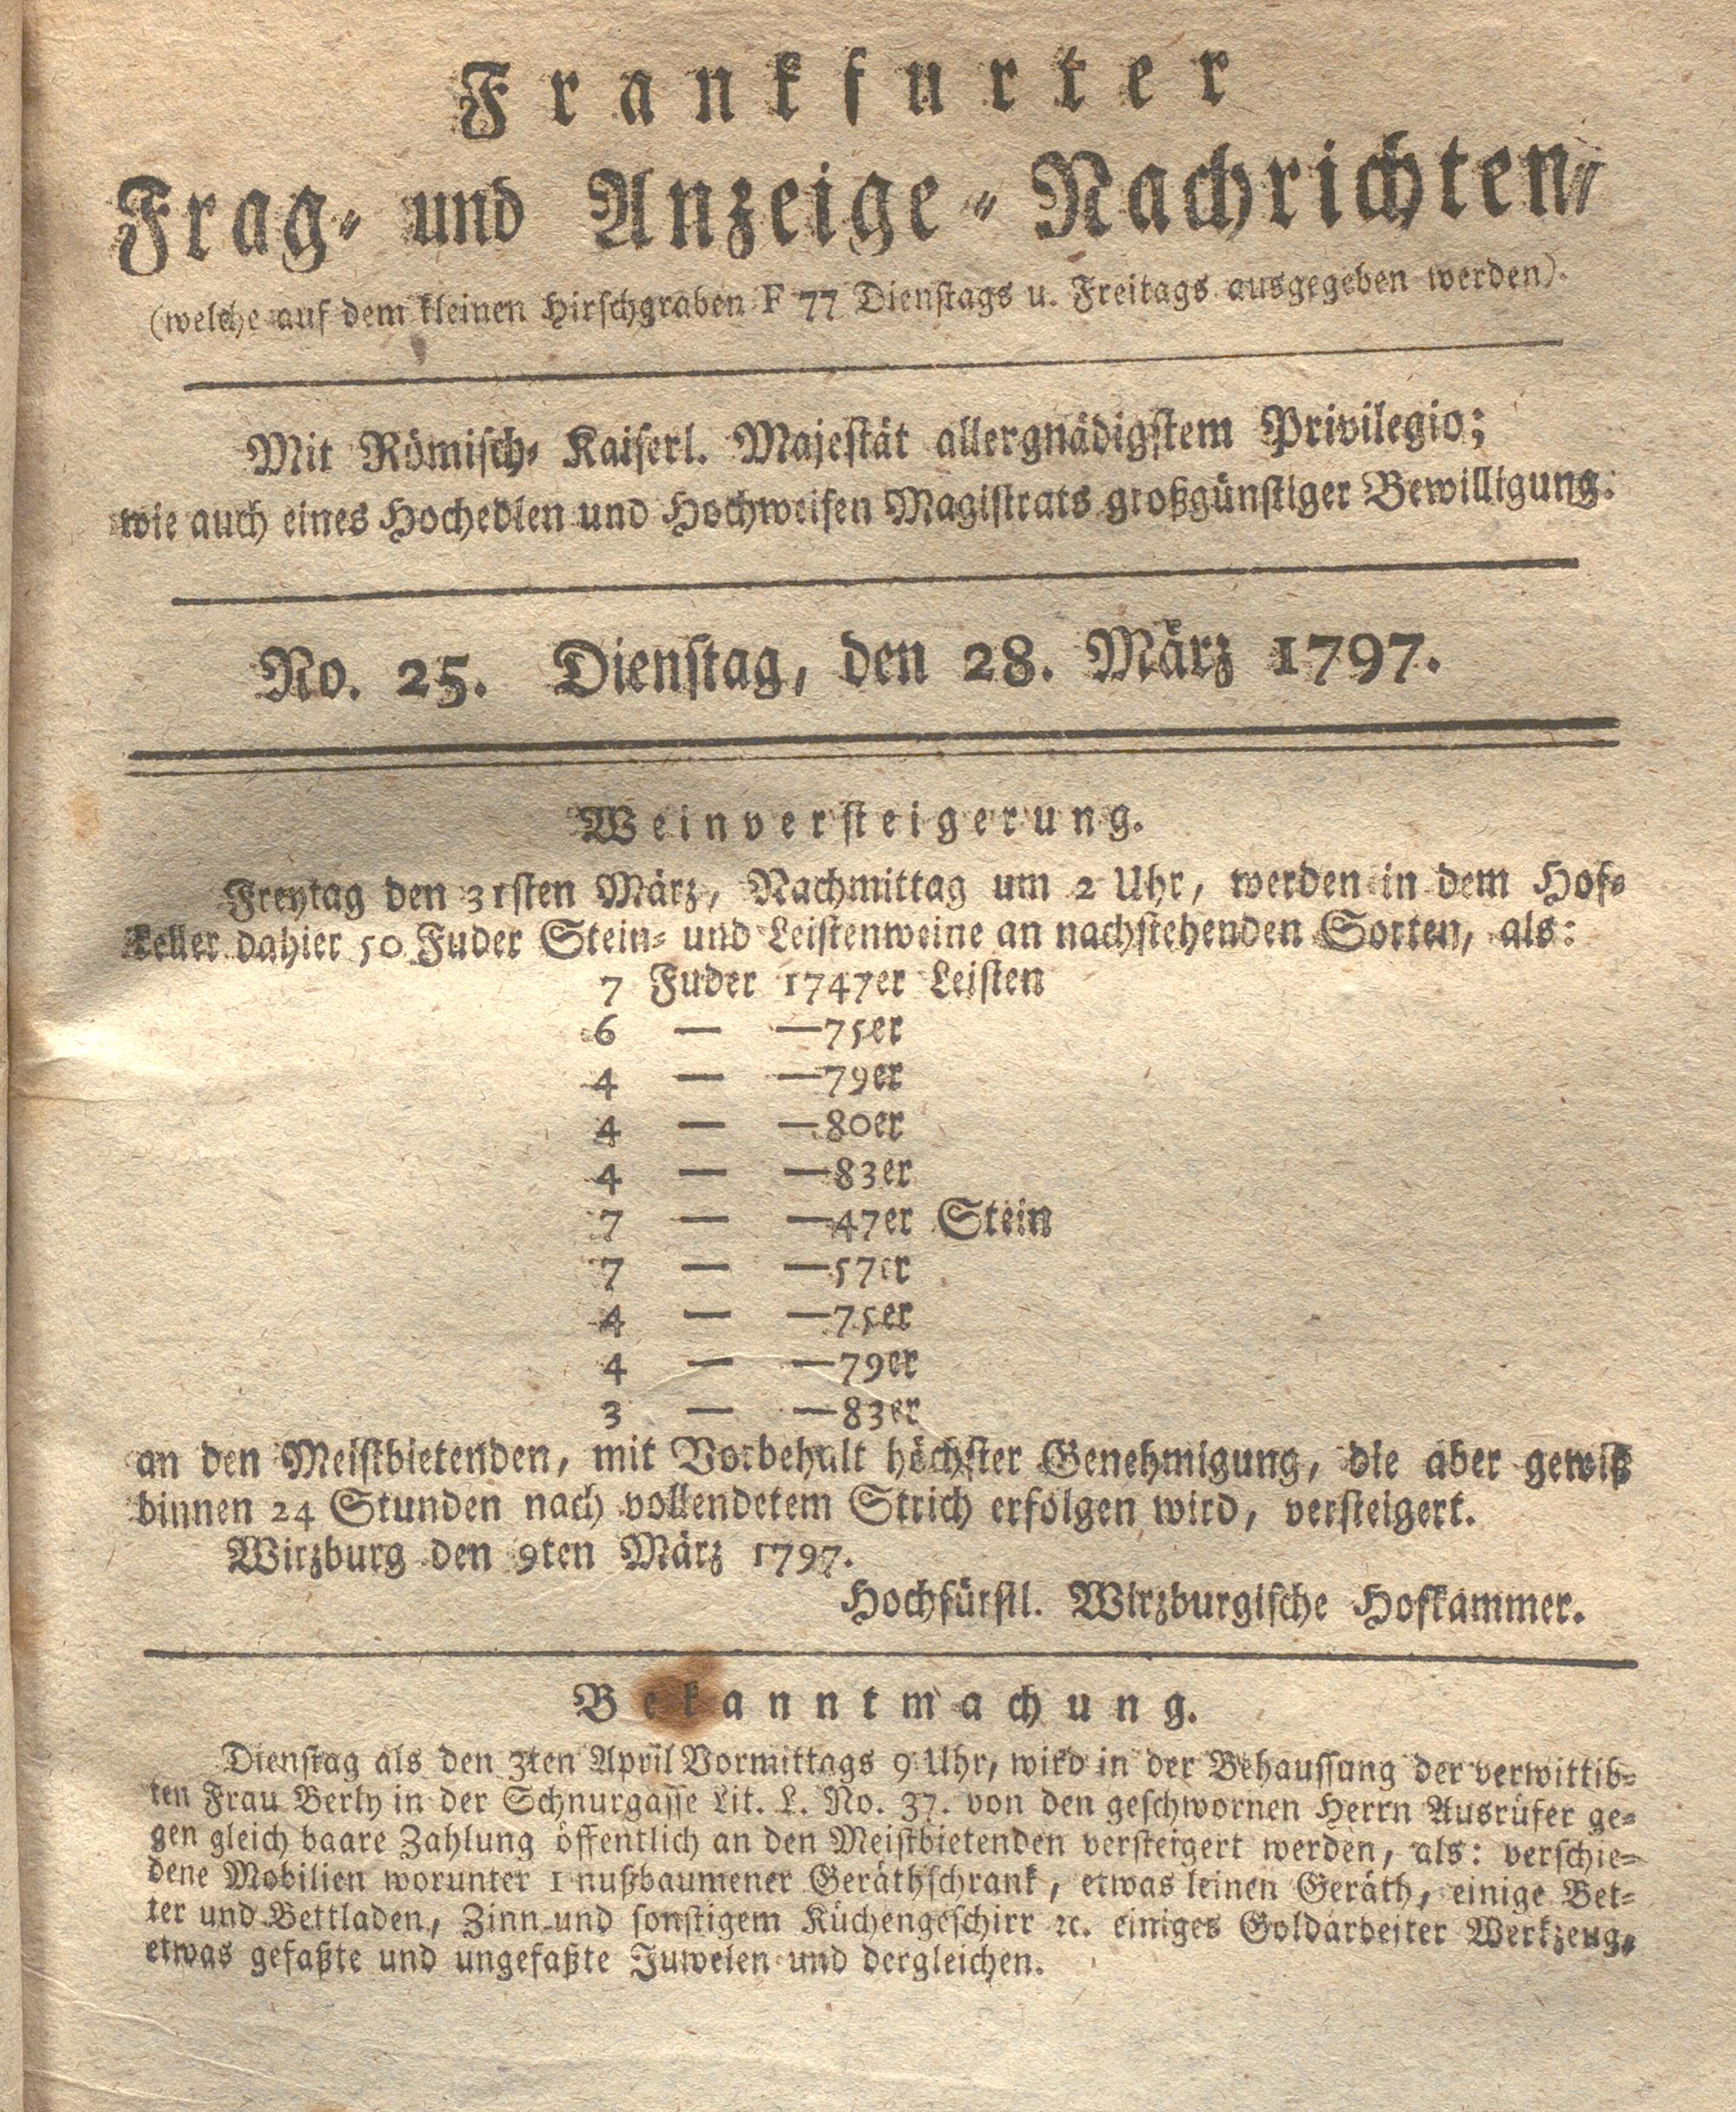 Frankfurter
Frag- und Anzeige-Nachrichten,
(welche auf dem kleinen Hirschgraben F 77 Dienstags u. Freitags ausgegeben werden).
Mit Römisch- Kaiserl. Majestät allergnädigstem Privilegio;
wie auch eines Hochedlen und Hochweisen Magistrats großgünstiger Bewilligung.
No. 25. Dienstag, den 28. März 1797.
Weinversteigerung.
Freytag den 31sten März, Nachmittag um 2 Uhr, werden in dem Hof-
keller dahier 50 Fuder Stein- und Leistenweine an nachstehenden Sorten, als:
7 Fuder 1747er Leisten
6 — —75er
4 — —79er
4 — —80er
4 — —83er
7 — —47er Stein
7 — —57er
4 — —75er
4 — —79er
3 — —83er
an den Meistbietenden, mit Vorbehalt höchster Genehmigung, die aber gewiß
binnen 24 Stunden nach vollendetem Strich erfolgen wird, versteigert.
Wirzburg den 9ten März 1797.
Hochfürstl. Wirzburgische Hofkammer.
Bekanntmachung.
Dienstag als den 3ten April Vormittags 9 Uhr, wird in der Behaussung der verwittib-
ten Frau Berly in der Schnurgasse Lit. L. No. 37. von den geschwornen Herrn Ausrüfer ge-
gen gleich baare Zahlung öffentlich an den Meistbietenden versteigert werden, als: verschie-
dene Mobilien worunter 1 nußbaumener Geräthschrank, etwas leinen Geräth, einige Bet-
ter und Bettladen, Zinn-und sonstigem Küchengeschirr ꝛc. einiges Goldarbeiter Werkzeug,
etwas gefaßte und ungefaßte Juwelen und dergleichen.